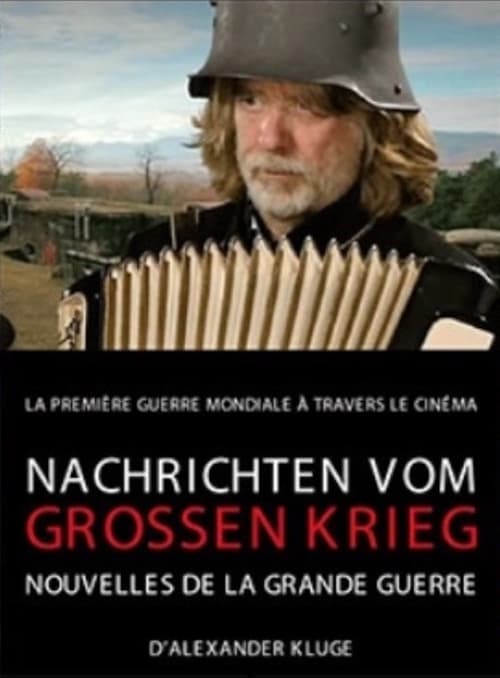 LA PREMIÈRE GUERRE MONDIALE À TRAVERS LE CINÉMA
NACHRICHTEN VOM
GROSSEN KRIEG
NOUVELLES DE LA GRANDE GUERRE
D'ALEXANDER KLUGE